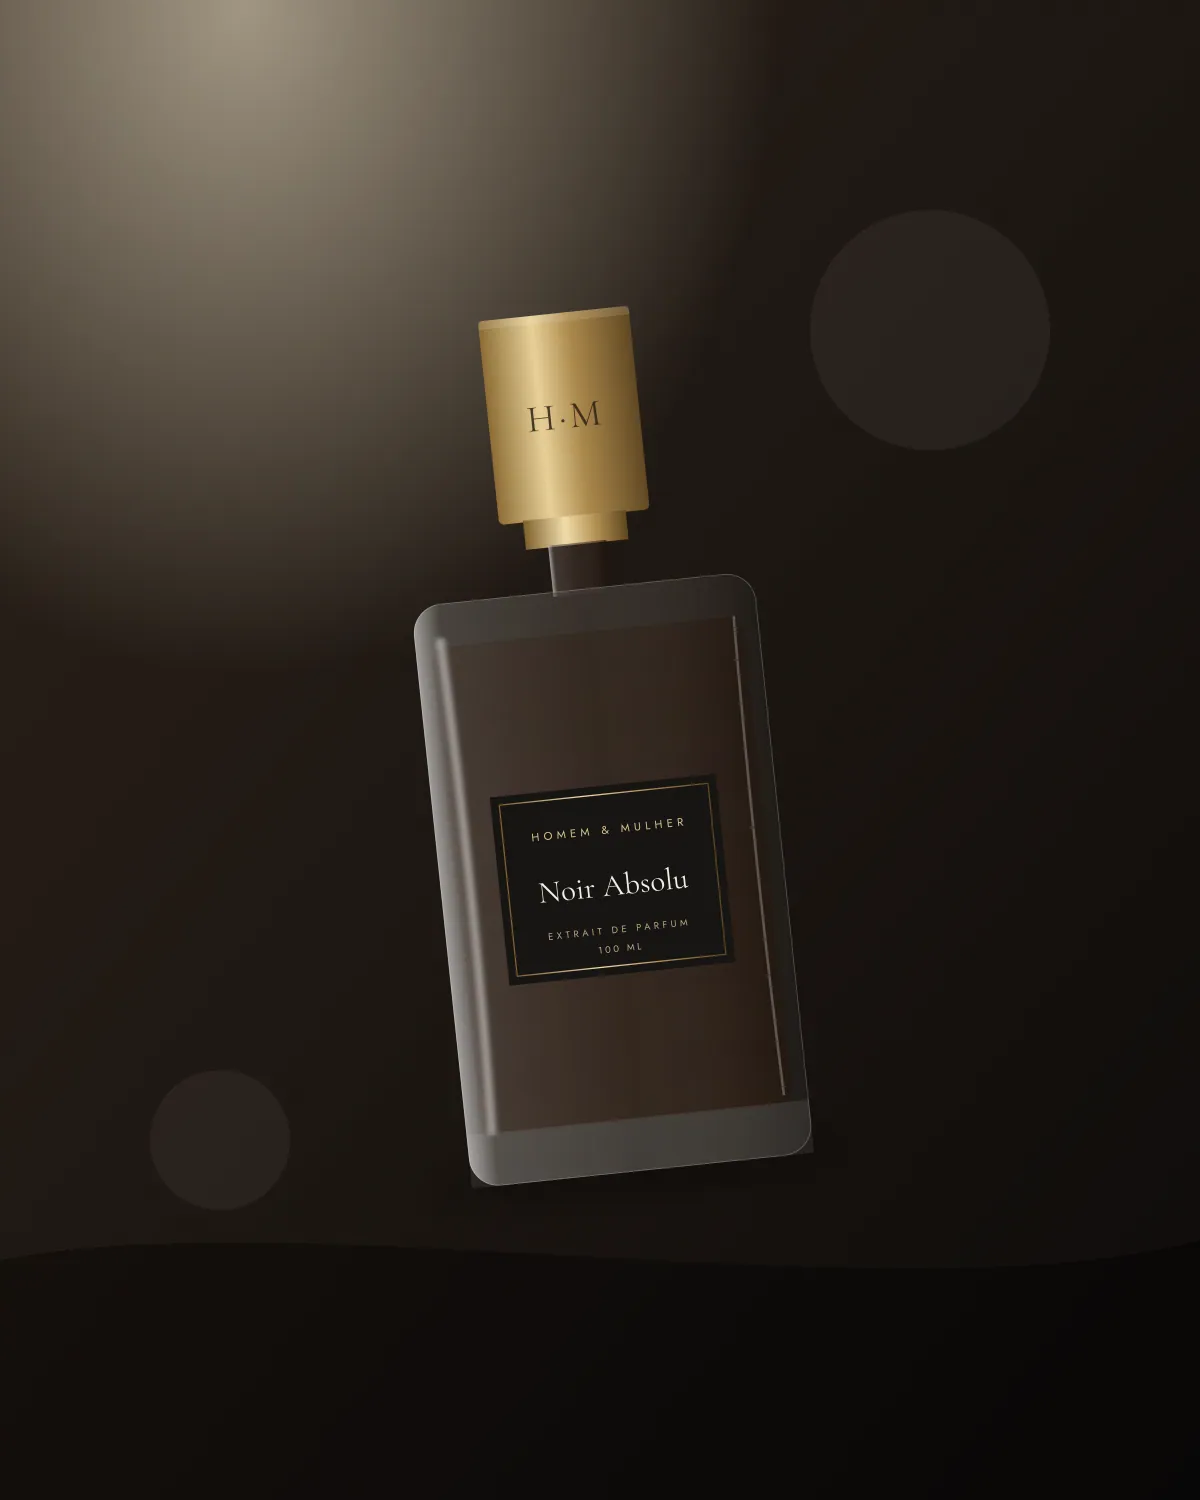 H·M
HOMEM & MULHER
Noir Absolu
EXTRAIT DE PARFUM
100 ML